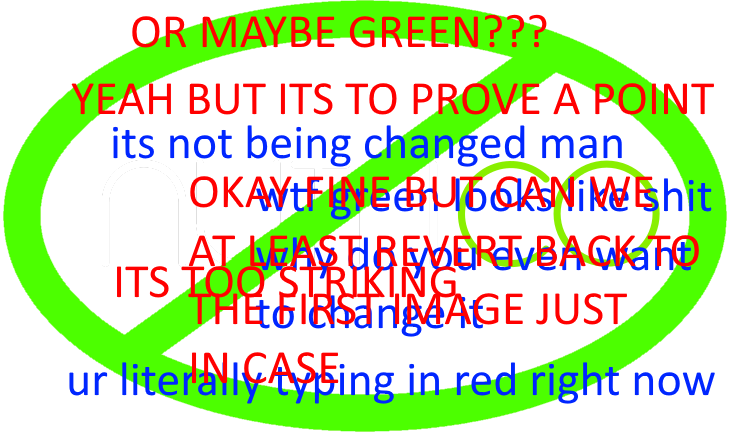 OR MAYBE GREEN???
YEAH BUT ITS TO PROVE A POINT
its not being changed man
OKAY FINE BUT CAN WE
wtf green looks like shit
AT LEAST REVERT BACK TO
why do you even want
ITS TOO STRIKING
THE FIRST IMAGE JUST
to change it
IN CASE
ur literally typing in red right now